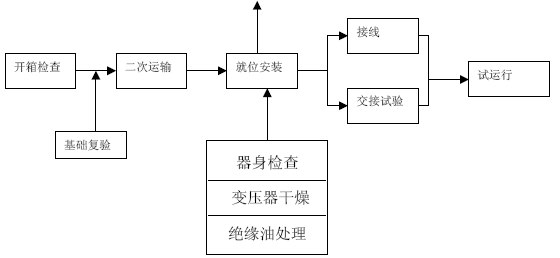 开箱检查
二次运输
就位安装
接线
交接试验
试运行
基础复验
器身检查
变压器干燥
绝缘油处理